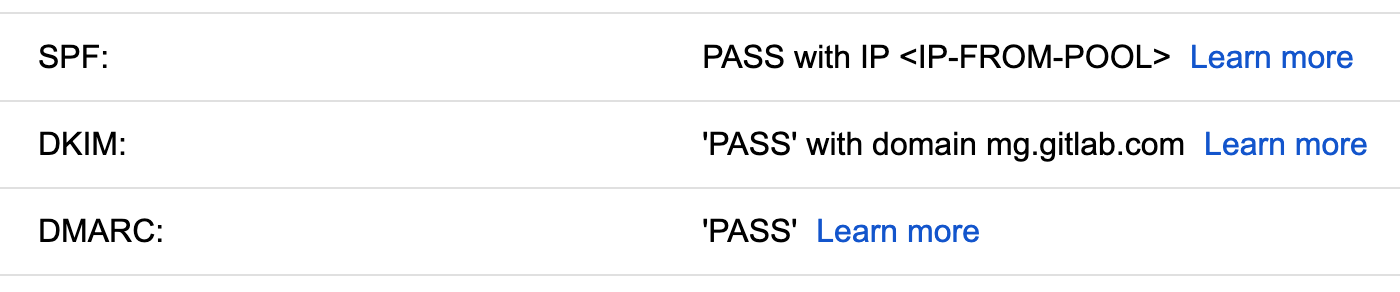 SPF: PASS with IP <IP-FROM-POOL> Learn more
DKIM: 'PASS' with domain mg.gitlab.com Learn more
DMARC: 'PASS' Learn more